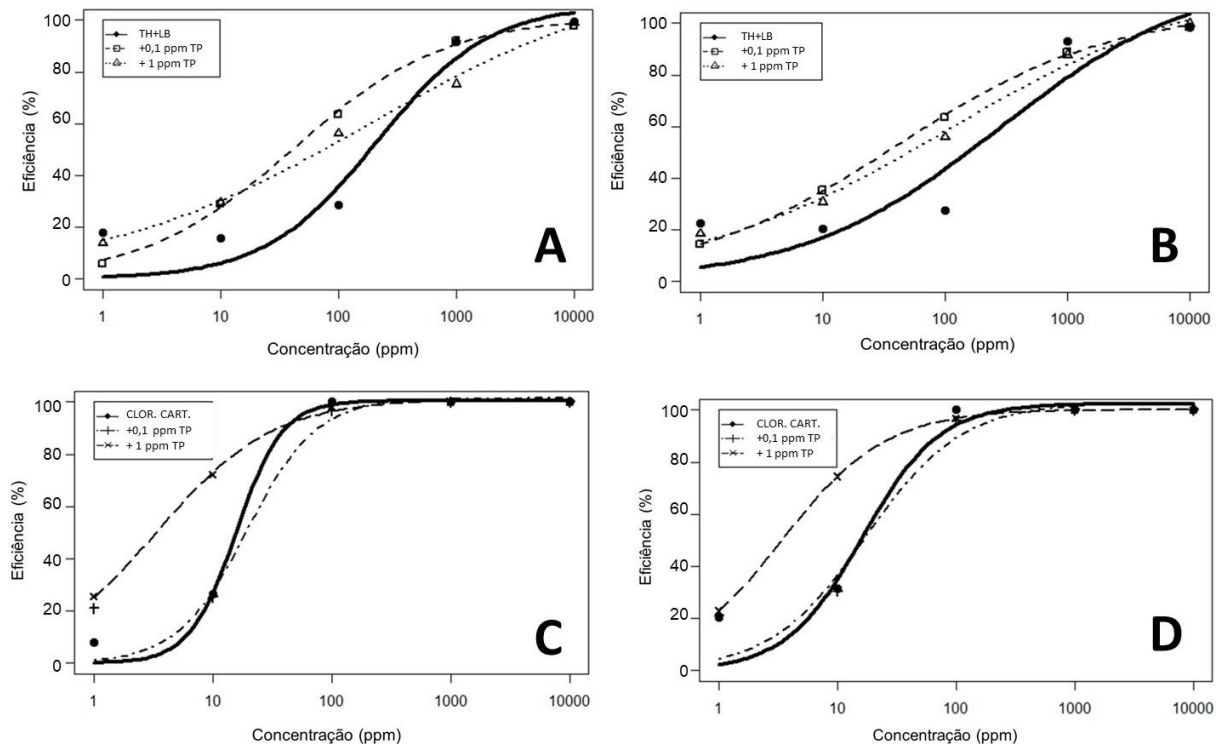 TH+LB
+0,1 ppm TP
+ 1 ppm TP
Eficiência (%)
100
80
60
40
20
0
1 10 100 1000 10000
Concentração (ppm)
A
TH+LB
+0,1 ppm TP
+ 1 ppm TP
Eficiência (%)
100
80
60
40
20
0
1 10 100 1000 10000
Concentração (ppm)
B
CLOR. CART.
+0,1 ppm TP
+ 1 ppm TP
Eficiência (%)
100
80
60
40
20
0
1 10 100 1000 10000
Concentração (ppm)
C
CLOR. CART.
+0,1 ppm TP
+ 1 ppm TP
Eficiência (%)
100
80
60
40
20
0
1 10 100 1000 10000
Concentração (ppm)
D